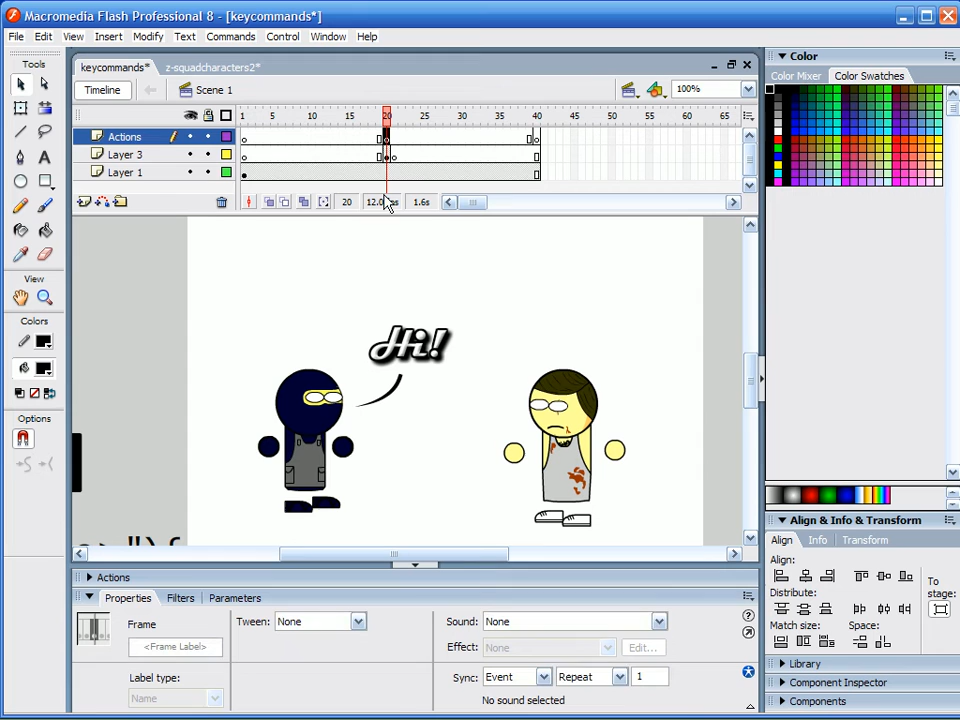 Macromedia Flash Professional 8 - [keycommands*]
File Edit View Insert Modify Text Commands Control Window Help
Tools
keycommands* z-squadcharacters2*
Timeline Scene 1 100%
1 5 10 15 20 25 30 35 40 45 50 55 60 65
Actions
Layer 3
Layer 1
20 1.6s
View
Colors
Options
Hi!
Color
Color Mixer Color Swatches
Align & Info & Transform
Align Info Transform
Align:
Distribute:
Match size: Space:
To stage:
Library
Component Inspector
Components
Actions
Properties Filters Parameters
Frame
<Frame Label>
Label type:
Name
Tween: None
Sound: None
Effect: None Edit...
Sync: Event Repeat 1
No sound selected